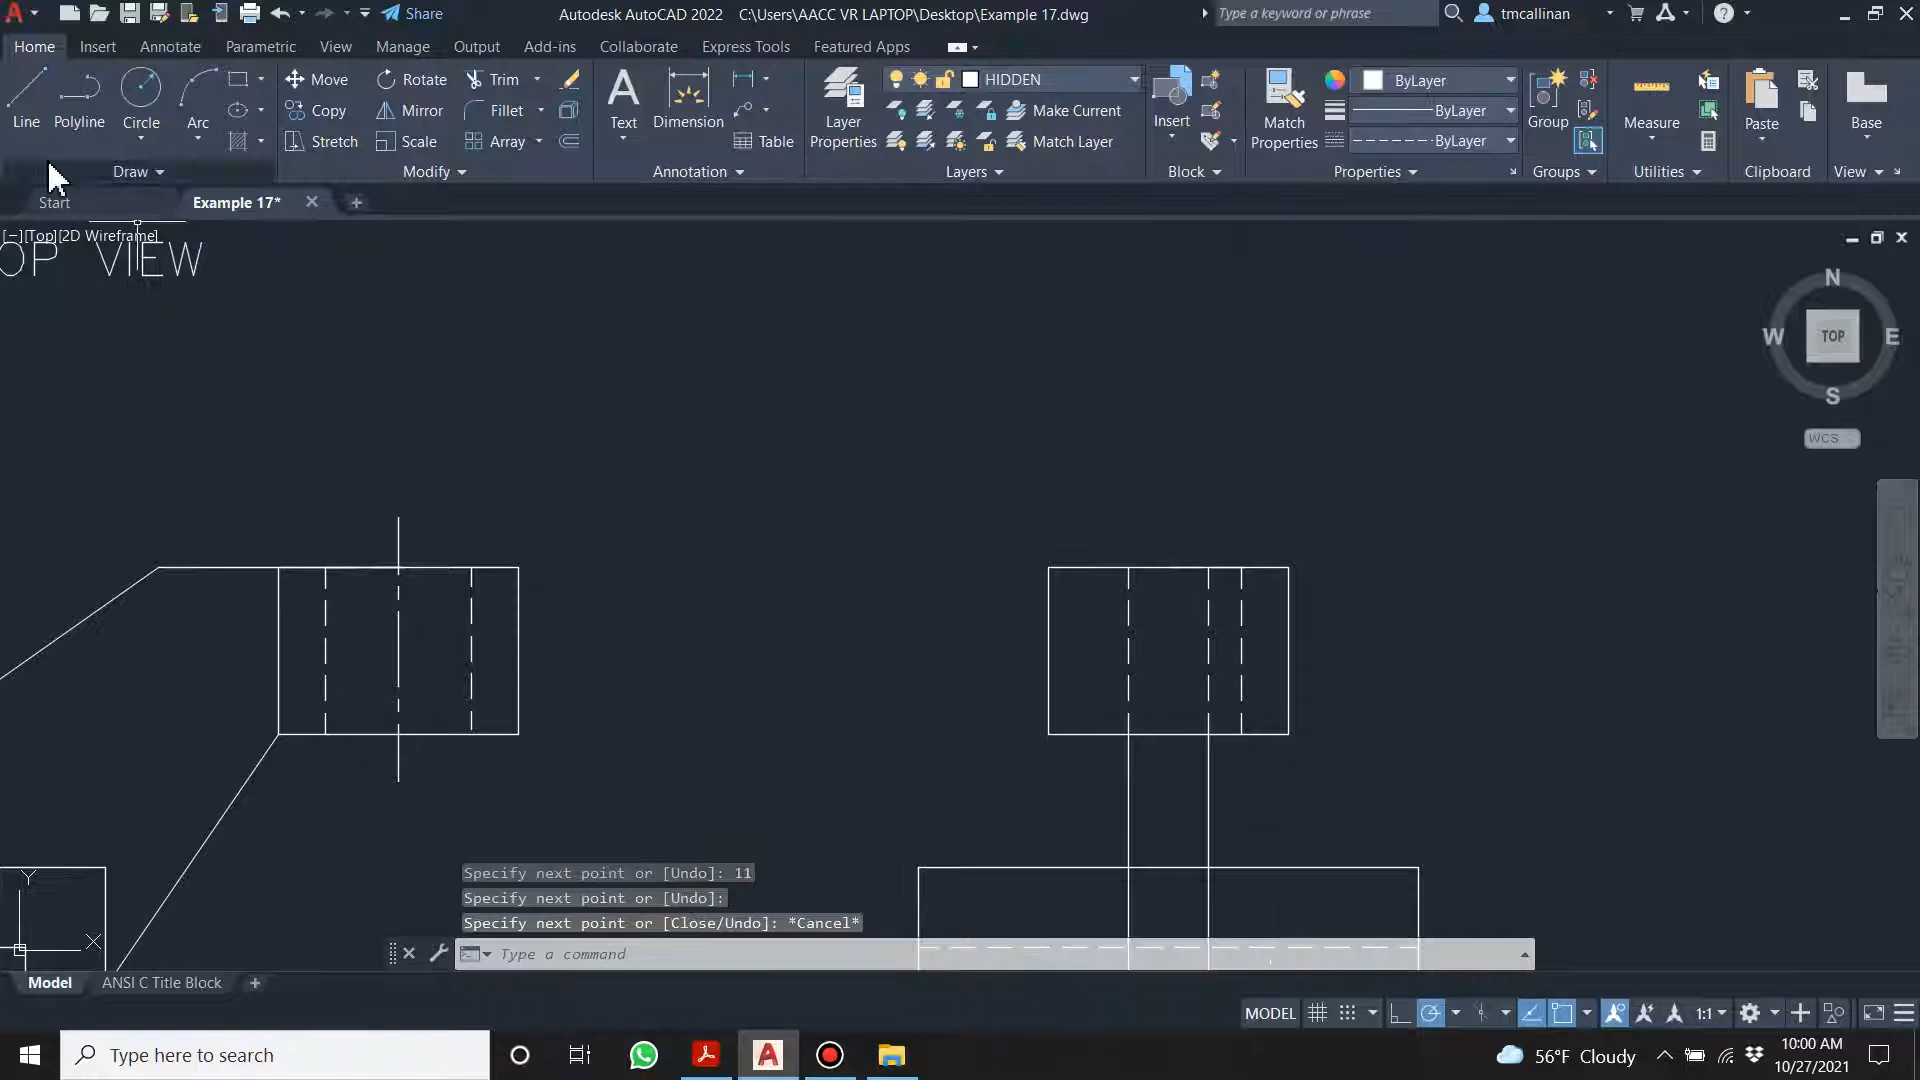 Share
Autodesk AutoCAD 2022 C:\Users\AACC VR LAPTOP\Desktop\Example 17.dwg
Type a keyword or phrase
tmcallinan
Home Insert Annotate Parametric View Manage Output Add-ins Collaborate Express Tools Featured Apps
Line Polyline Circle Arc
Draw
Move Rotate Trim
Copy Mirror Fillet
Stretch Scale Array
Modify
Text Dimension Table
Annotation
Layer Properties
HIDDEN
Make Current
Match Layer
Layers
Insert
Block
Match Properties
ByLayer
ByLayer
ByLayer
Properties
Group
Groups
Measure
Utilities
Paste
Clipboard
Base
View
Start
Example 17*
[−][Top][2D Wireframe]
OP VIEW
N
W TOP E
S
WCS
Y
X
Specify next point or [Undo]: 11
Specify next point or [Undo]:
Specify next point or [Close/Undo]: *Cancel*
Type a command
Model ANSI C Title Block
MODEL
1:1
Type here to search
56°F Cloudy
10:00 AM
10/27/2021